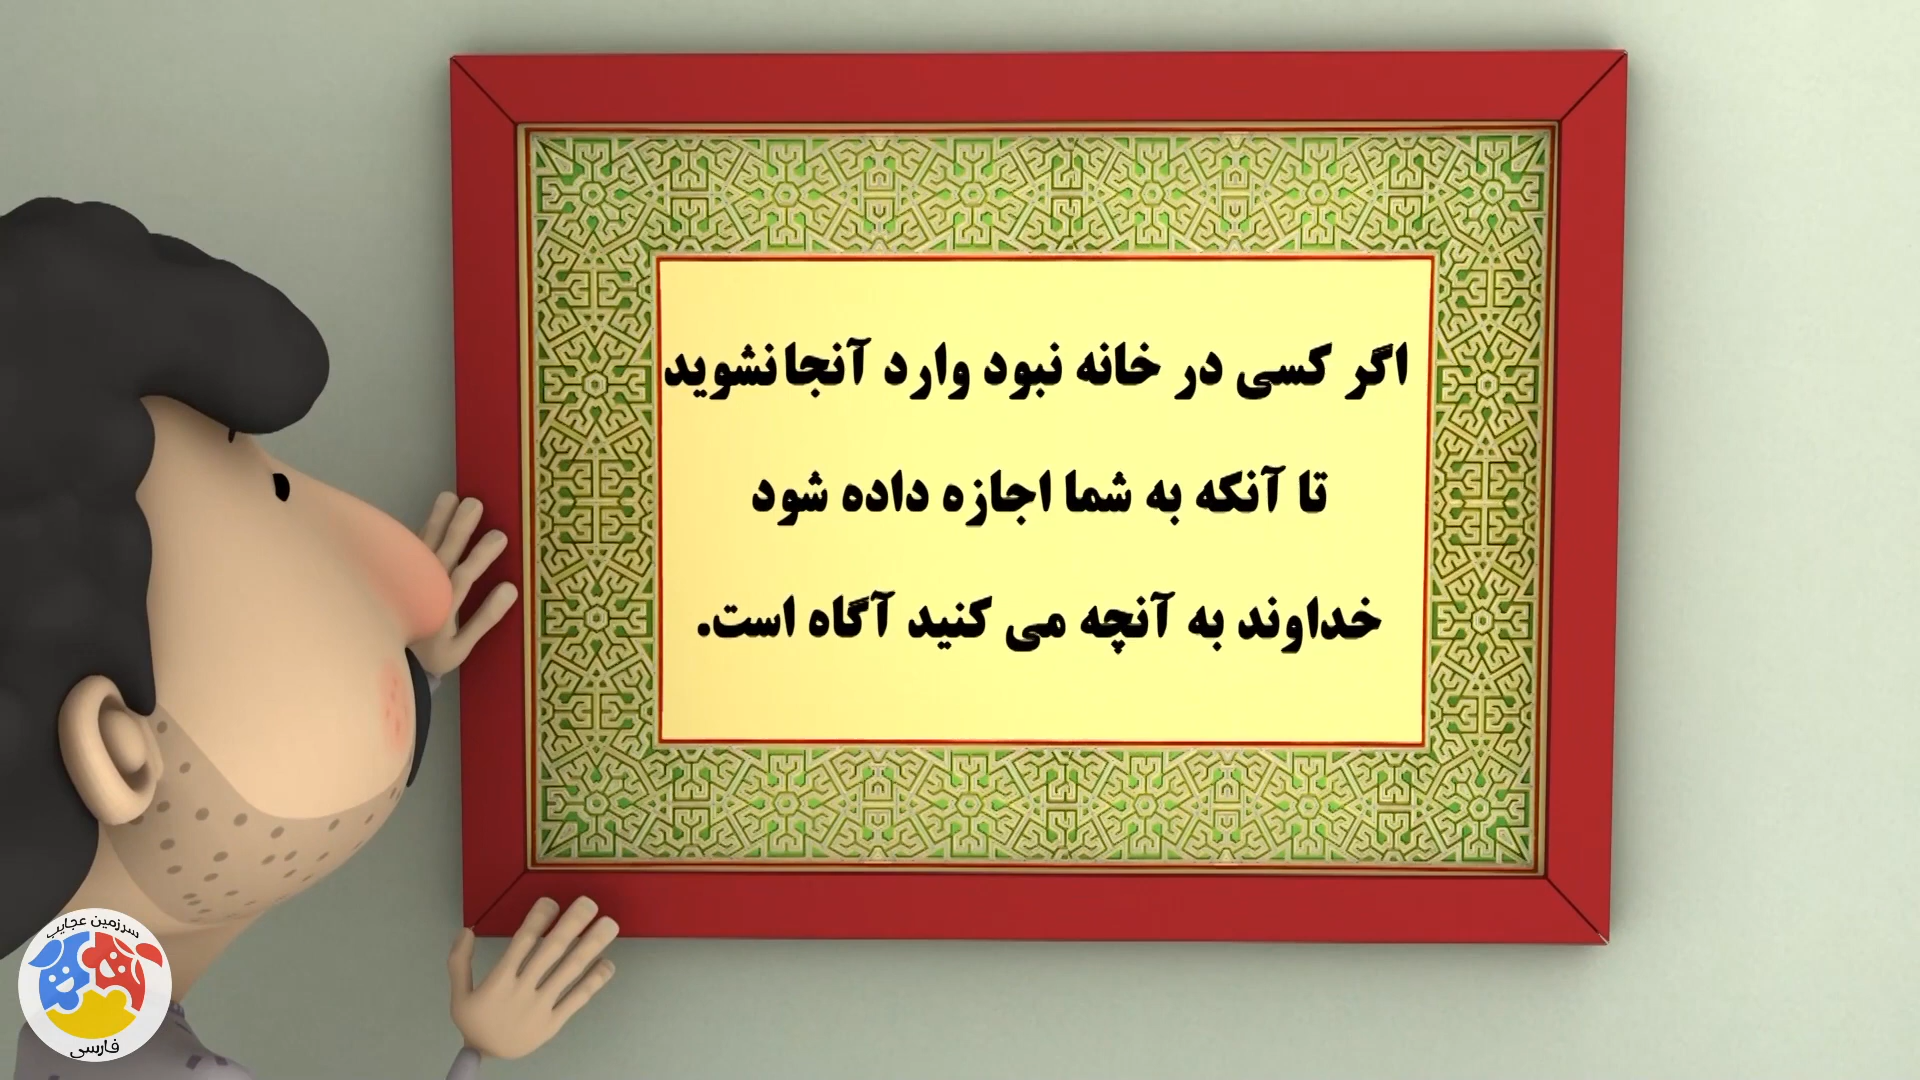 اگر کسی در خانه نبود وارد آنجا نشوید
تا آنکه به شما اجازه داده شود
خداوند به آنچه می کنید آگاه است.
سرزمین عجایب
فارسی